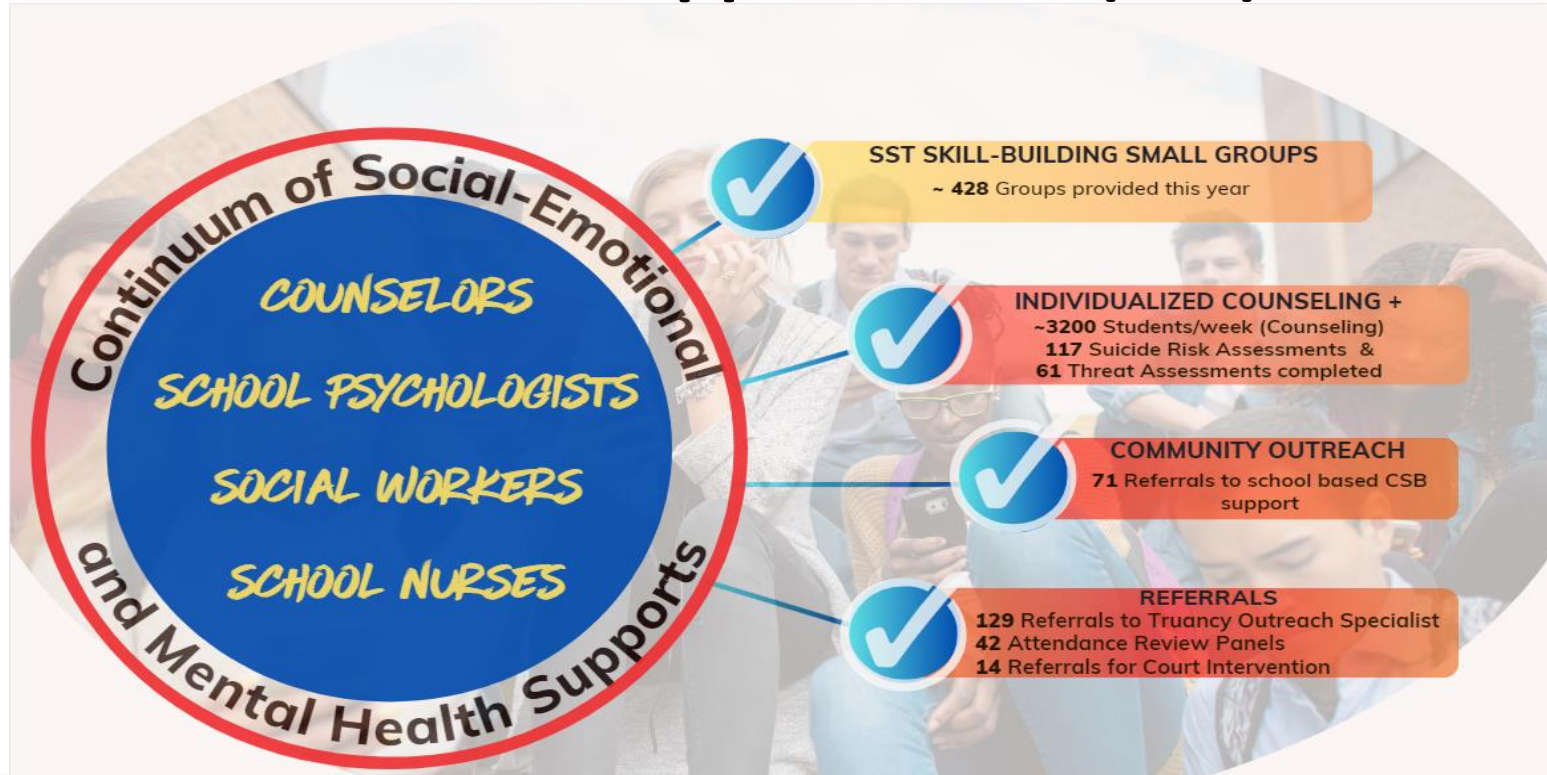 Continuum of Social-Emotional
and Mental Health Supports
COUNSELORS
SCHOOL PSYCHOLOGISTS
SOCIAL WORKERS
SCHOOL NURSES
SST SKILL-BUILDING SMALL GROUPS
~ 428 Groups provided this year
INDIVIDUALIZED COUNSELING +
~3200 Students/week (Counseling)
117 Suicide Risk Assessments &
61 Threat Assessments completed
COMMUNITY OUTREACH
71 Referrals to school based CSB
support
REFERRALS
129 Referrals to Truancy Outreach Specialist
42 Attendance Review Panels
14 Referrals for Court Intervention